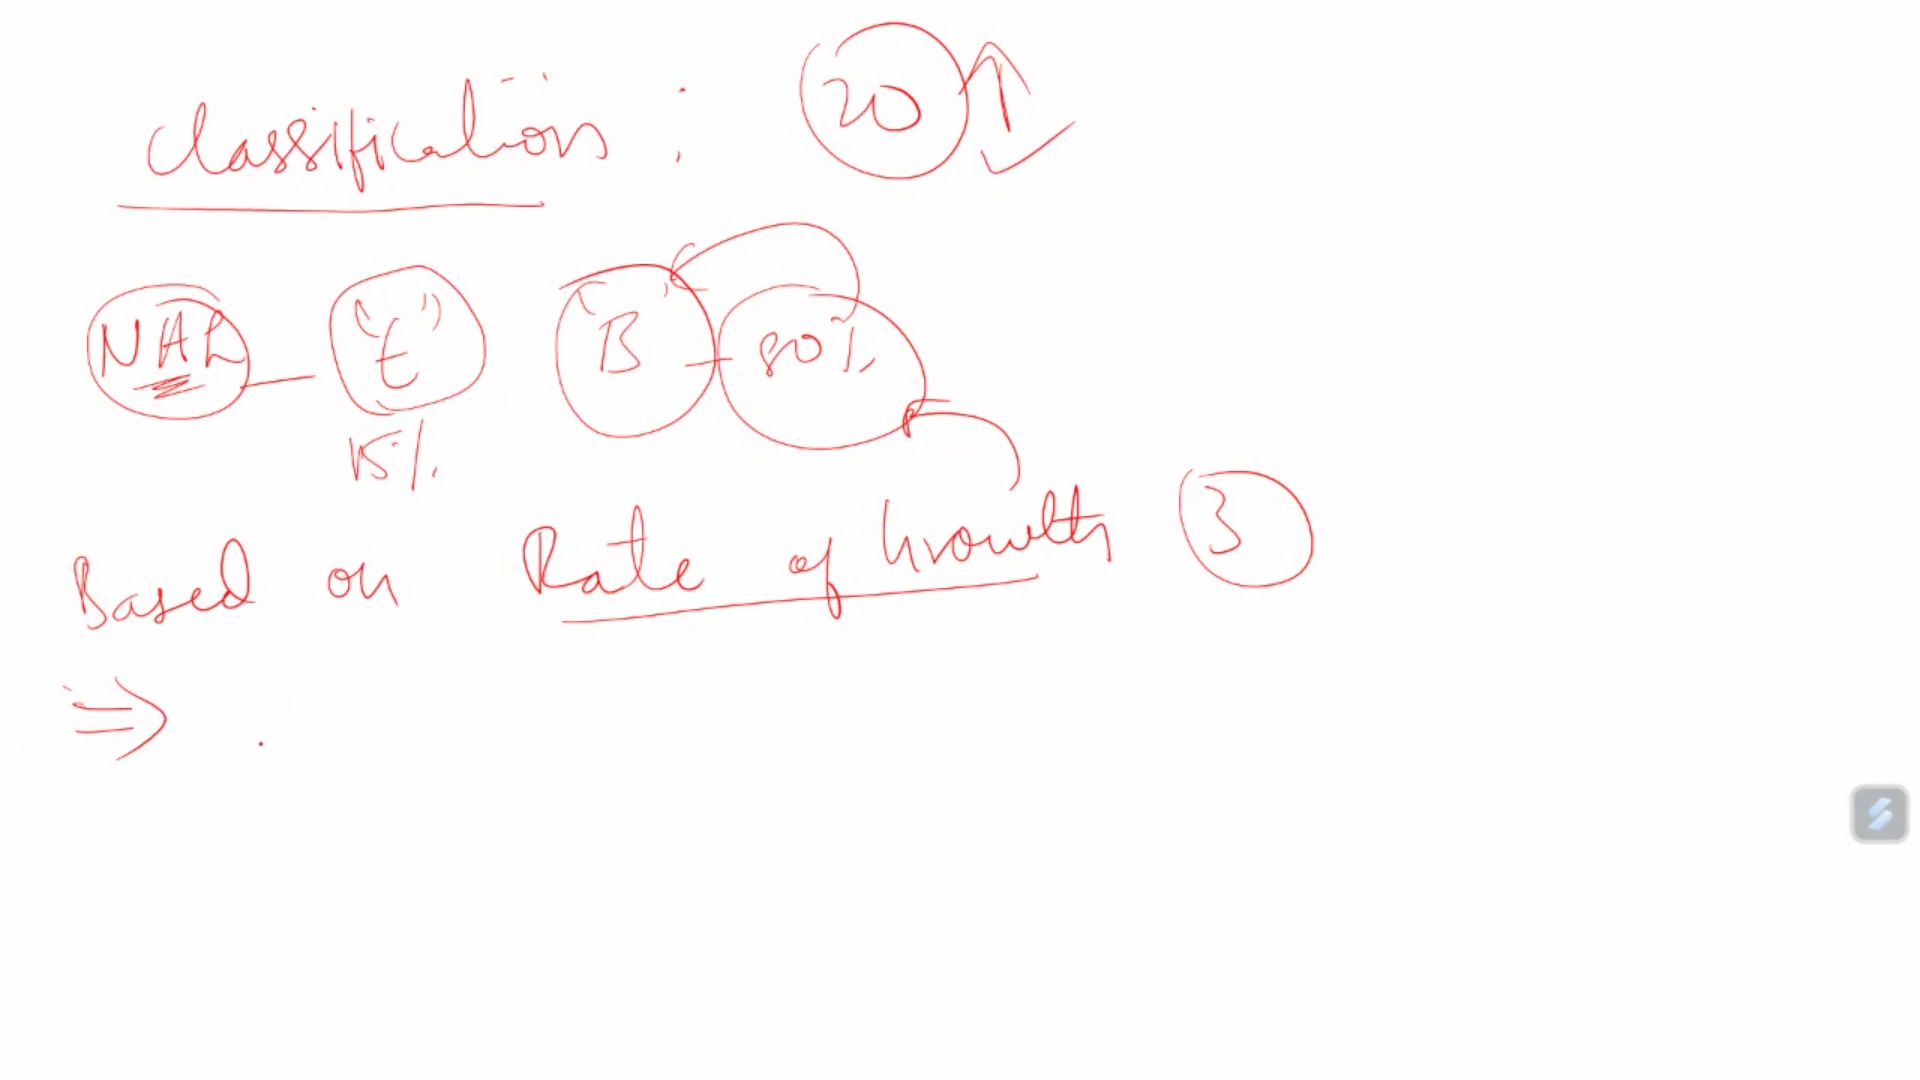 Classification : 20
NAL - "t" "B" - 80%
15%
Based on Rate of Growth 3
⇒ .